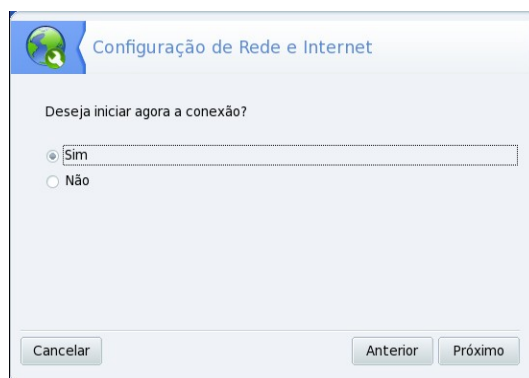 Configuração de Rede e Internet
Deseja iniciar agora a conexão?
Sim
Não
Cancelar
Anterior
Próximo